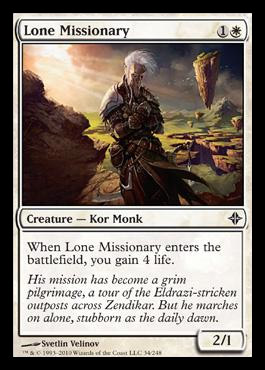 Lone Missionary 1
Creature — Kor Monk
When Lone Missionary enters the
battlefield, you gain 4 life.
His mission has become a grim
pilgrimage, a tour of the Eldrazi-stricken
outposts across Zendikar. But he marches
on alone, stubborn as the daily dawn.
Svetlin Velinov
™ & © 1993–2010 Wizards of the Coast LLC 34/248
2/1